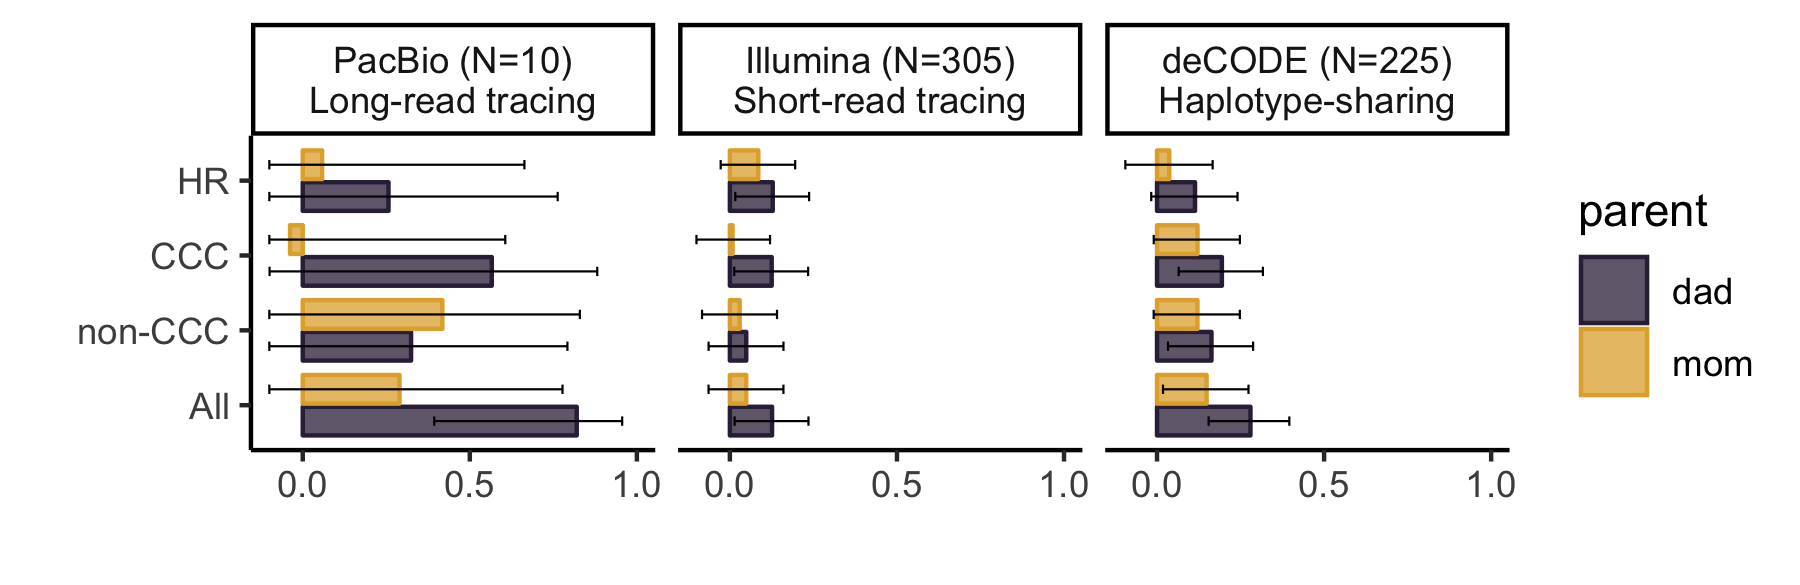 PacBio (N=10)
Long-read tracing
Illumina (N=305)
Short-read tracing
deCODE (N=225)
Haplotype-sharing
HR
CCC
non-CCC
All
0.0 0.5 1.0
0.0 0.5 1.0
0.0 0.5 1.0
parent
dad
mom